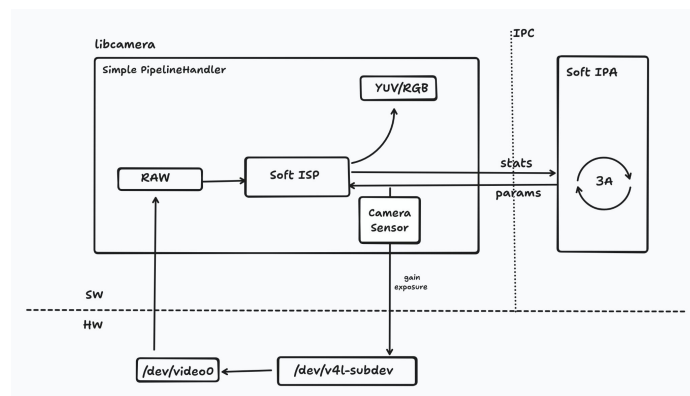 IPC
libcamera
Simple PipelineHandler
Soft IPA
YUV/RGB
stats
RAW
Soft ISP
3A
params
Camera
Sensor
gain
exposure
SW
HW
/dev/video0
/dev/v4l-subdev